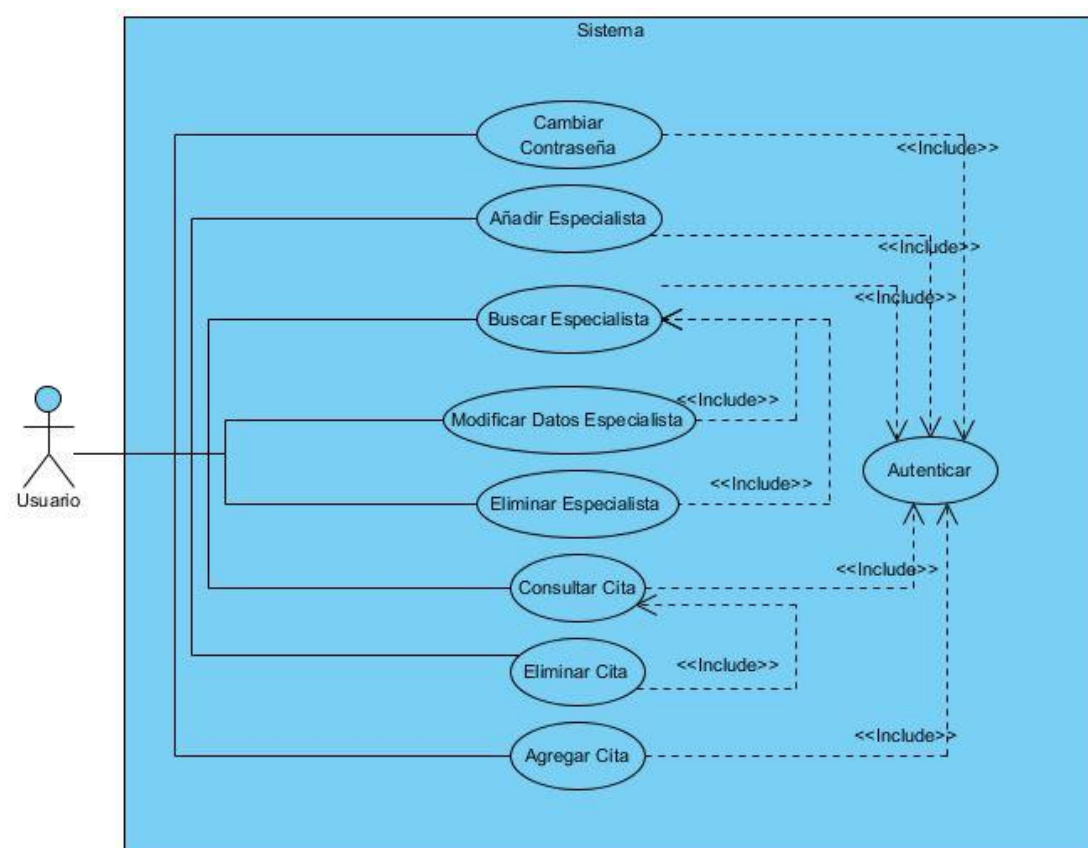 Sistema
Cambiar
Contraseña
<<Include>>
Añadir Especialista
<<Include>>
<<Include>>
Buscar Especialista
<<Include>>
Modificar Datos Especialista
Autenticar
<<Include>>
Eliminar Especialista
Usuario
<<Include>>
Consultar Cita
<<Include>>
Eliminar Cita
<<Include>>
Agregar Cita